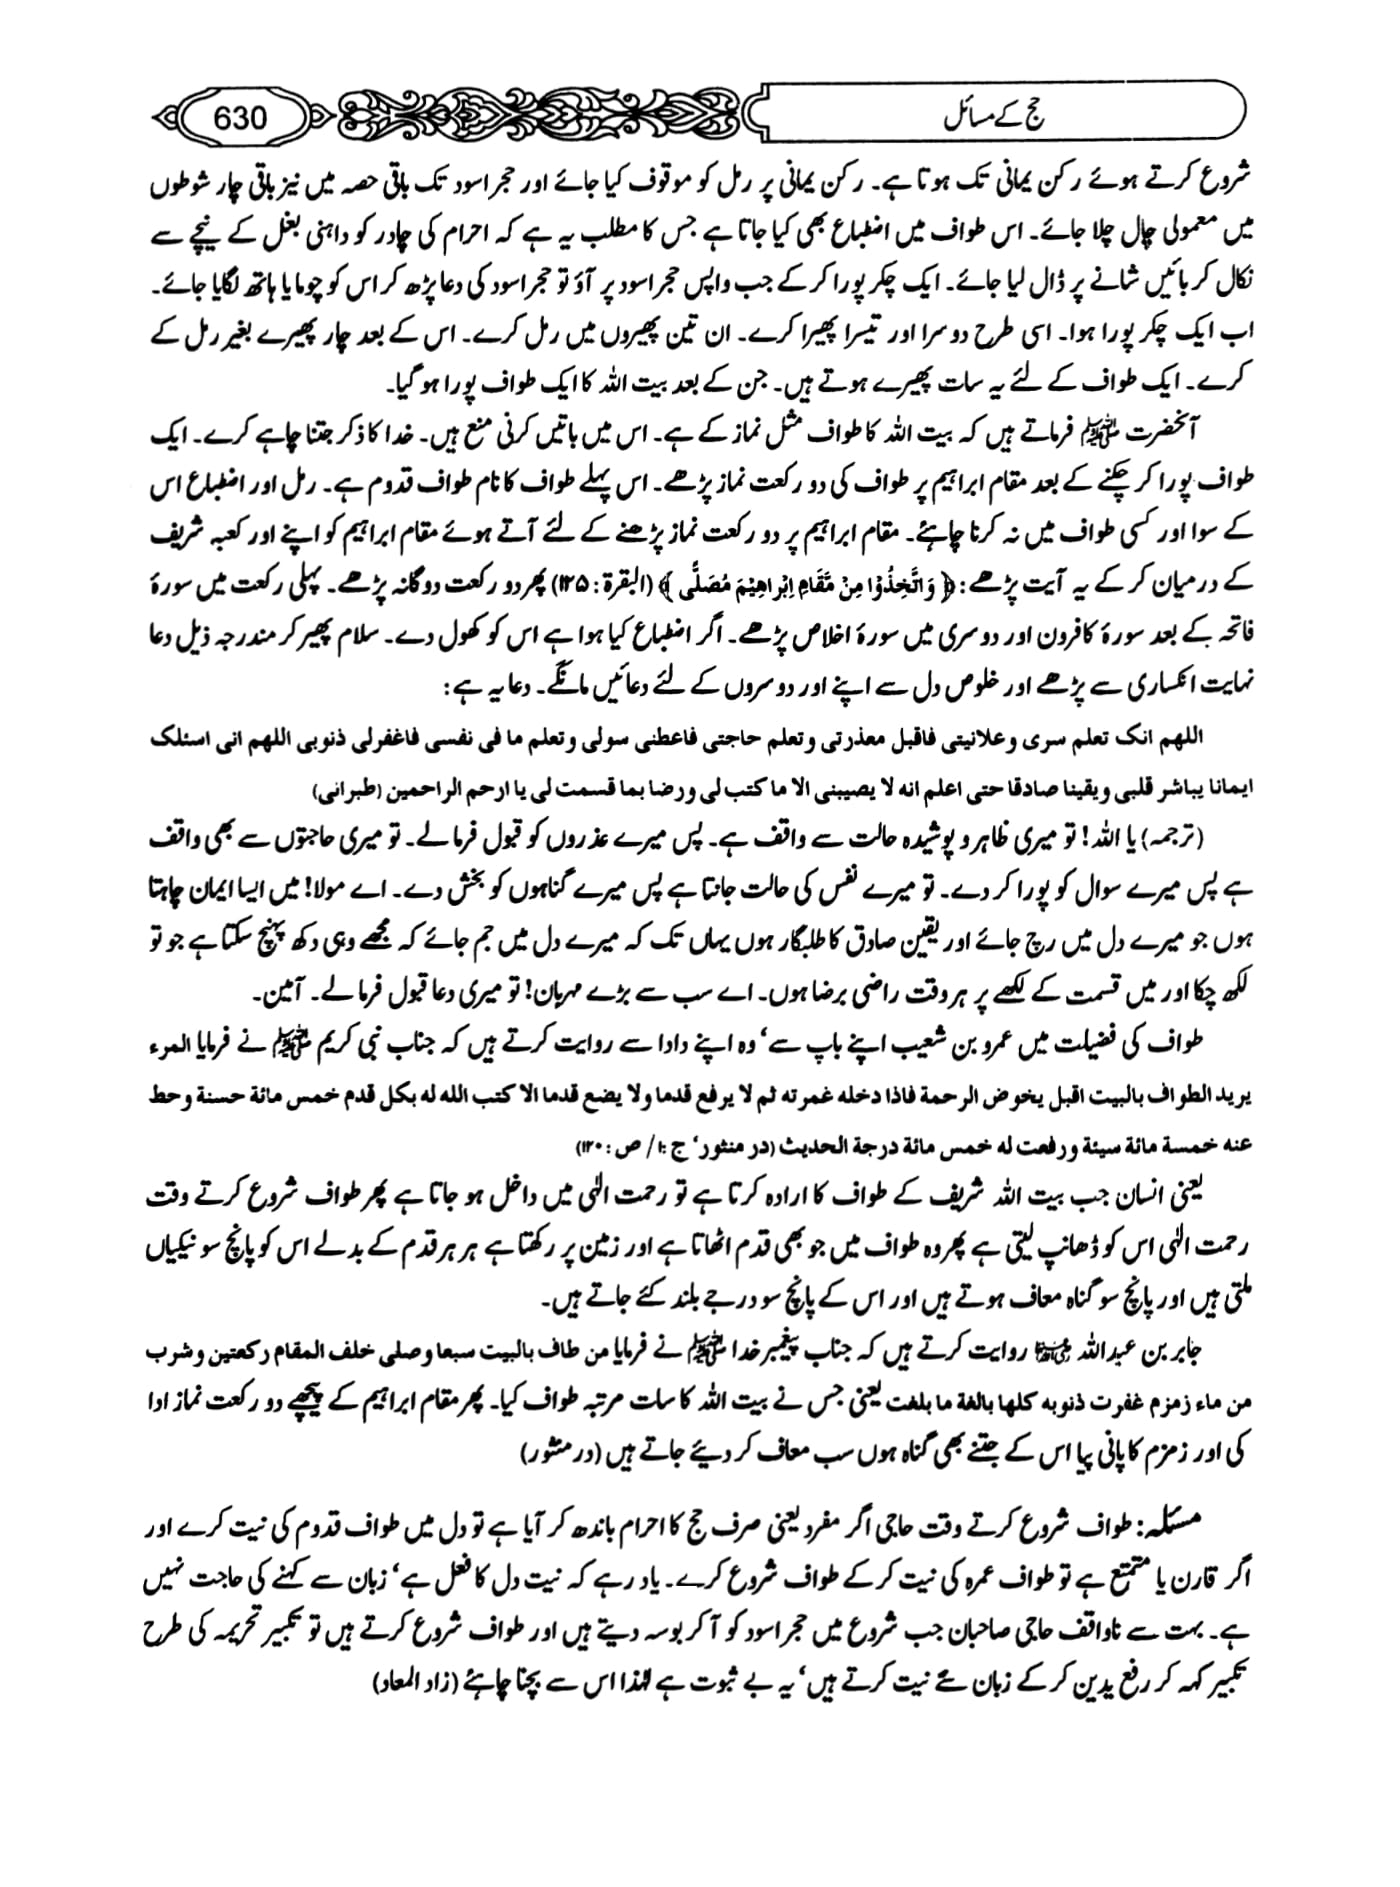 حج کے مسائل
630
شروع کرتے ہوئے رکن یمانی تک ہوتا ہے۔ رکن یمانی پر رمل کو موقوف کیا جائے اور حجر اسود تک باقی حصہ میں نیز باقی چار شوطوں
میں معمولی چال چلا جائے۔ اس طواف میں اضطباع بھی کیا جاتا ہے جس کا مطلب یہ ہے کہ احرام کی چادر کو داہنی بغل کے نیچے سے
نکال کر بائیں شانے پر ڈال لیا جائے۔ ایک چکر پورا کر کے جب واپس حجر اسود پر آؤ تو حجر اسود کی دعا پڑھ کر اس کو چوما یا ہاتھ لگایا جائے۔
اب ایک چکر پورا ہوا۔ اسی طرح دوسرا اور تیسرا پھیرا کرے۔ ان تین پھیروں میں رمل کرے۔ اس کے بعد چار پھیرے بغیر رمل کے
کرے۔ ایک طواف کے لئے یہ سات پھیرے ہوتے ہیں۔ جن کے بعد بیت اللہ کا ایک طواف پورا ہو گیا۔
آنحضرت ﷺ فرماتے ہیں کہ بیت اللہ کا طواف مثل نماز کے ہے۔ اس میں باتیں کرنی منع ہیں۔ خدا کا ذکر جتنا چاہے کرے۔ ایک
طواف پورا کر چکنے کے بعد مقام ابراہیم پر طواف کی دو رکعت نماز پڑھے۔ اس پہلے طواف کا نام طواف قدوم ہے۔ رمل اور اضطباع اس
کے سوا اور کسی طواف میں نہ کرنا چاہئے۔ مقام ابراہیم پر دو رکعت نماز پڑھنے کے لئے آتے ہوئے مقام ابراہیم کو اپنے اور کعبہ شریف
کے درمیان کر کے یہ آیت پڑھے: ﴿ وَاتَّخِذُوْا مِنْ مَّقَامِ اِبْرَاهِيْمَ مُصَلًّى ﴾ (البقرة : ۱۲۵) پھر دو رکعت دوگانہ پڑھے۔ پہلی رکعت میں سورۂ
فاتحہ کے بعد سورۂ کافرون اور دوسری میں سورۂ اخلاص پڑھے۔ اگر اضطباع کیا ہوا ہے اس کو کھول دے۔ سلام پھیر کر مندرجہ ذیل دعا
نہایت انکساری سے پڑھے اور خلوص دل سے اپنے اور دوسروں کے لئے دعائیں مانگے۔ دعا یہ ہے:
اللهم انک تعلم سری وعلانیتی فاقبل معذرتی وتعلم حاجتی فاعطنی سولی وتعلم ما فی نفسی فاغفرلی ذنوبی اللهم انی اسئلک
ایمانا یباشر قلبی ویقینا صادقا حتی اعلم انه لا یصیبنی الا ما کتب لی ورضا بما قسمت لی یا ارحم الراحمین (طبرانی)
(ترجمہ) یا اللہ! تو میری ظاہر و پوشیدہ حالت سے واقف ہے۔ پس میرے عذروں کو قبول فرمالے۔ تو میری حاجتوں سے بھی واقف
ہے پس میرے سوال کو پورا کر دے۔ تو میرے نفس کی حالت جانتا ہے پس میرے گناہوں کو بخش دے۔ اے مولا! میں ایسا ایمان چاہتا
ہوں جو میرے دل میں رچ جائے اور یقین صادق کا طلبگار ہوں یہاں تک کہ میرے دل میں جم جائے کہ مجھے وہی دکھ پہنچ سکتا ہے جو تو
لکھ چکا اور میں قسمت کے لکھے پر ہر وقت راضی برضا ہوں۔ اے سب سے بڑے مہربان! تو میری دعا قبول فرمالے۔ آمین۔
طواف کی فضیلت میں عمرو بن شعیب اپنے باپ سے‘ وہ اپنے دادا سے روایت کرتے ہیں کہ جناب نبی کریم ﷺ نے فرمایا المرء
یرید الطواف بالبیت اقبل یخوض الرحمة فاذا دخله غمرته ثم لا یرفع قدما ولا یضع قدما الا کتب الله له بکل قدم خمس مائة حسنة وحط
عنه خمسة مائة سیئة ورفعت له خمس مائة درجة الحدیث (در منثور‘ ج :۱/ ص :۱۲۰)
یعنی انسان جب بیت اللہ شریف کے طواف کا ارادہ کرتا ہے تو رحمت الٰہی میں داخل ہو جاتا ہے پھر طواف شروع کرتے وقت
رحمت الٰہی اس کو ڈھانپ لیتی ہے پھر وہ طواف میں جو بھی قدم اٹھاتا ہے اور زمین پر رکھتا ہے ہر ہر قدم کے بدلے اس کو پانچ سو نیکیاں
ملتی ہیں اور پانچ سو گناہ معاف ہوتے ہیں اور اس کے پانچ سو درجے بلند کئے جاتے ہیں۔
جابر بن عبداللہ رضی اللہ عنہ روایت کرتے ہیں کہ جناب پیغمبر خدا ﷺ نے فرمایا من طاف بالبیت سبعا وصلی خلف المقام رکعتین وشرب
من ماء زمزم غفرت ذنوبه کلها بالغة ما بلغت یعنی جس نے بیت اللہ کا سات مرتبہ طواف کیا۔ پھر مقام ابراہیم کے پیچھے دو رکعت نماز ادا
کی اور زمزم کا پانی پیا اس کے جتنے بھی گناہ ہوں سب معاف کر دیئے جاتے ہیں (در منثور)
مسئلہ: طواف شروع کرتے وقت حاجی اگر مفرد یعنی صرف حج کا احرام باندھ کر آیا ہے تو دل میں طواف قدوم کی نیت کرے اور
اگر قارن یا متمتع ہے تو طواف عمرہ کی نیت کر کے طواف شروع کرے۔ یاد رہے کہ نیت دل کا فعل ہے‘ زبان سے کہنے کی حاجت نہیں
ہے۔ بہت سے ناواقف حاجی صاحبان جب شروع میں حجر اسود کو آ کر بوسہ دیتے ہیں اور طواف شروع کرتے ہیں تو تکبیر تحریمہ کی طرح
تکبیر کہہ کر رفع یدین کر کے زبان سے نیت کرتے ہیں‘ یہ بے ثبوت ہے لہٰذا اس سے بچنا چاہئے (زاد المعاد)